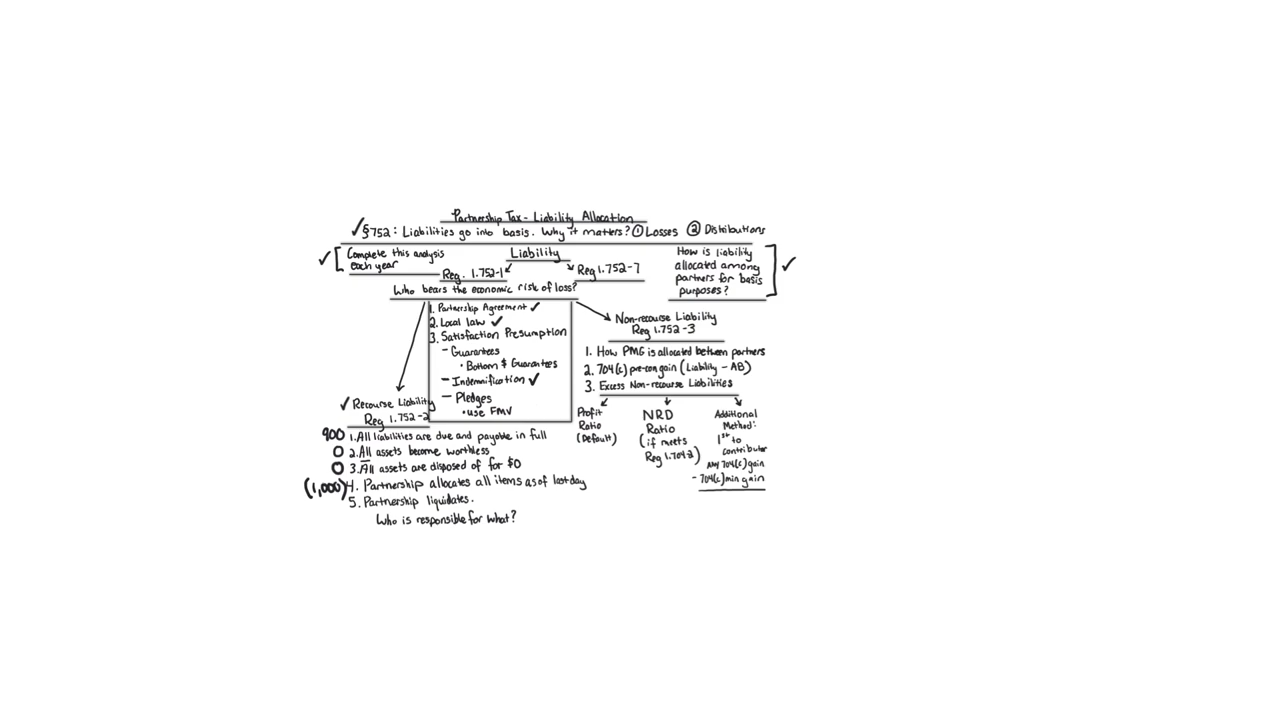 Partnership Tax - Liability Allocation
✓ §752: Liabilities go into basis. Why it matters? ① Losses ② Distributions
✓ [ Complete this analysis
each year
Liability
Reg. 1.752-1
Reg 1.752-7
How is liability
allocated among
partners for basis
purposes? ] ✓
Who bears the economic risk of loss?
1. Partnership Agreement ✓
2. Local law ✓
3. Satisfaction Presumption
- Guarantees
• Bottom $ Guarantees
- Indemnification ✓
- Pledges
• use FMV
Non-recourse Liability
Reg 1.752-3
1. How PMG is allocated between partners
2. 704(c) pre-con gain (Liability - AB)
3. Excess Non-recourse Liabilities
Profit
Ratio
(Default)
NRD
Ratio
(if meets
Reg 1.704-2)
Additional
Method:
1st to
contributor
any 704(c) gain
- 704(c) min gain
✓ Recourse Liability
Reg 1.752-2
900 1. All liabilities are due and payable in full
0 2. All assets become worthless
0 3. All assets are disposed of for $0
(1,000) 4. Partnership allocates all items as of last day
5. Partnership liquidates.
Who is responsible for what?